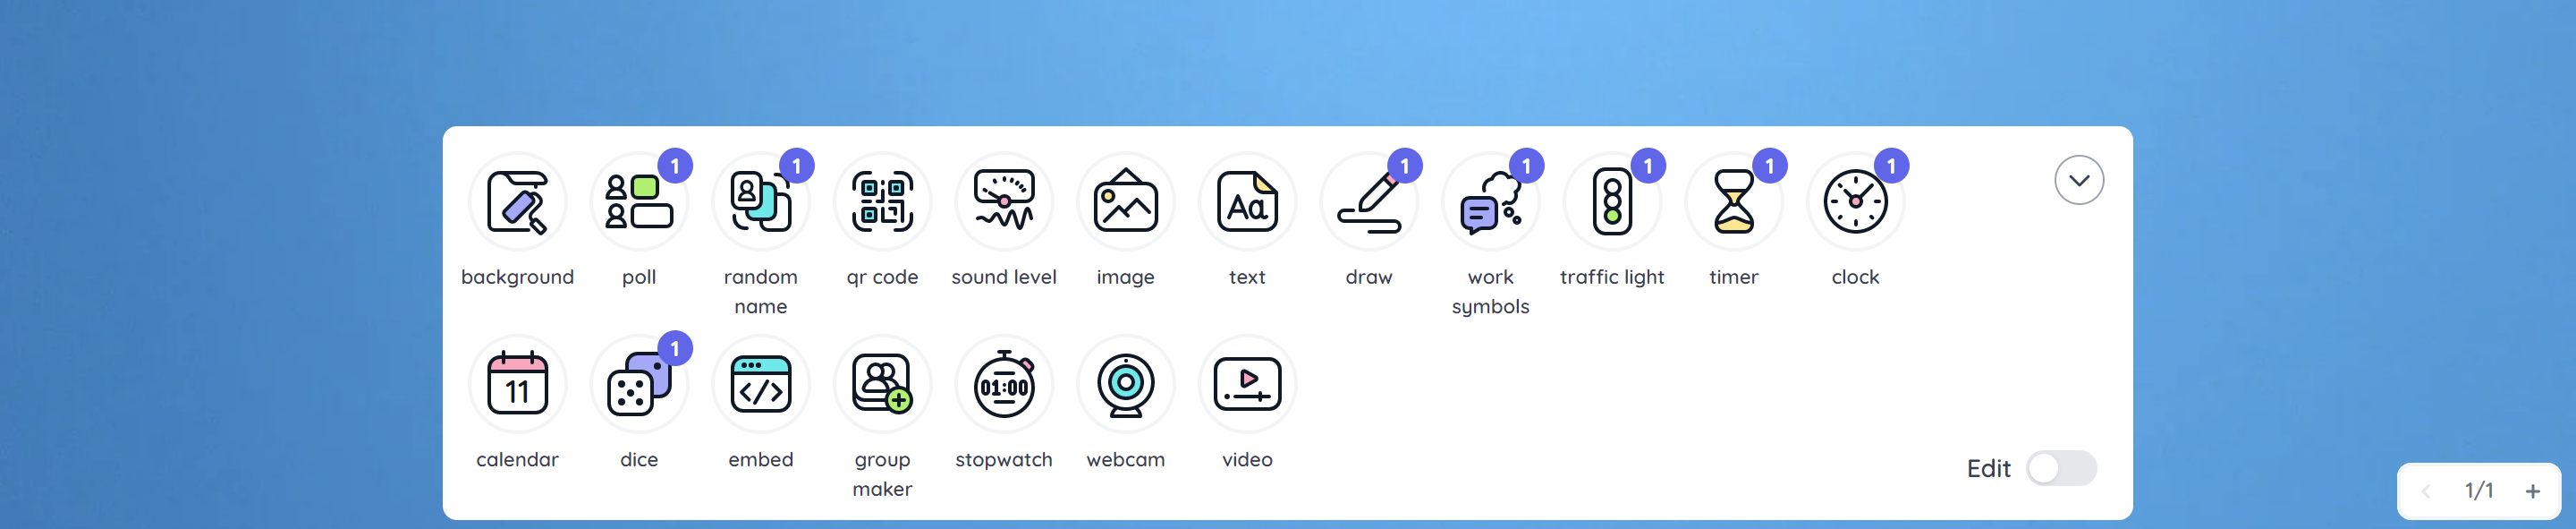 1 1 1 1 1 1 1
Aa
background poll random name qr code sound level image text draw work symbols traffic light timer clock
1
11 </> 01:00
calendar dice embed group maker stopwatch webcam video
Edit
1/1 +